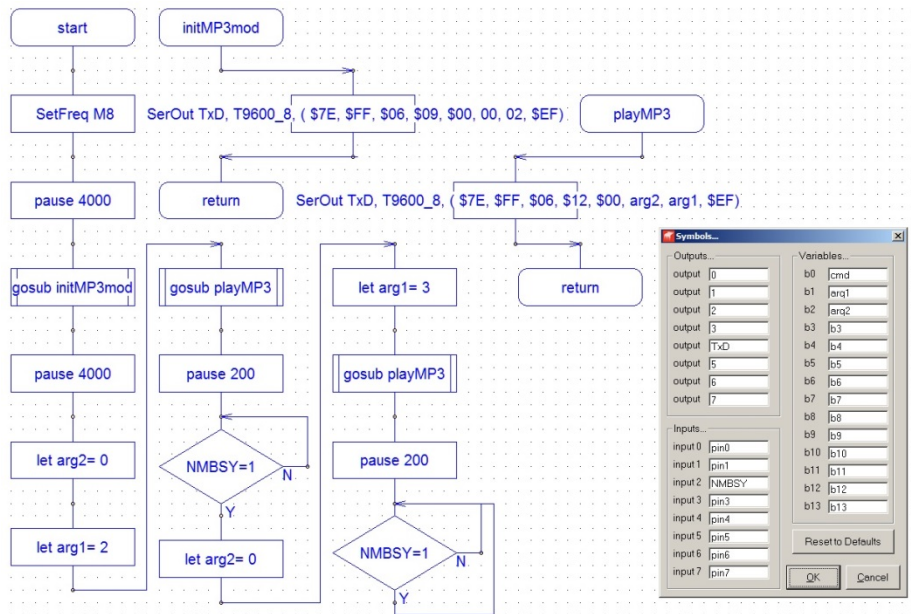 start
SetFreq M8
pause 4000
gosub initMP3mod
pause 4000
let arg2= 0
let arg1= 2
initMP3mod
SerOut TxD, T9600_8, ( $7E, $FF, $06, $09, $00, 00, 02, $EF)
return
gosub playMP3
pause 200
NMBSY=1
N
Y
let arg2= 0
playMP3
SerOut TxD, T9600_8, ( $7E, $FF, $06, $12, $00, arg2, arg1, $EF)
return
let arg1= 3
gosub playMP3
pause 200
NMBSY=1
N
Y
Symbols...
Outputs...
output 0
output 1
output 2
output 3
output TxD
output 5
output 6
output 7
Inputs...
input 0 pin0
input 1 pin1
input 2 NMBSY
input 3 pin3
input 4 pin4
input 5 pin5
input 6 pin6
input 7 pin7
Variables...
b0 cmd
b1 arg1
b2 arg2
b3 b3
b4 b4
b5 b5
b6 b6
b7 b7
b8 b8
b9 b9
b10 b10
b11 b11
b12 b12
b13 b13
Reset to Defaults
OK
Cancel